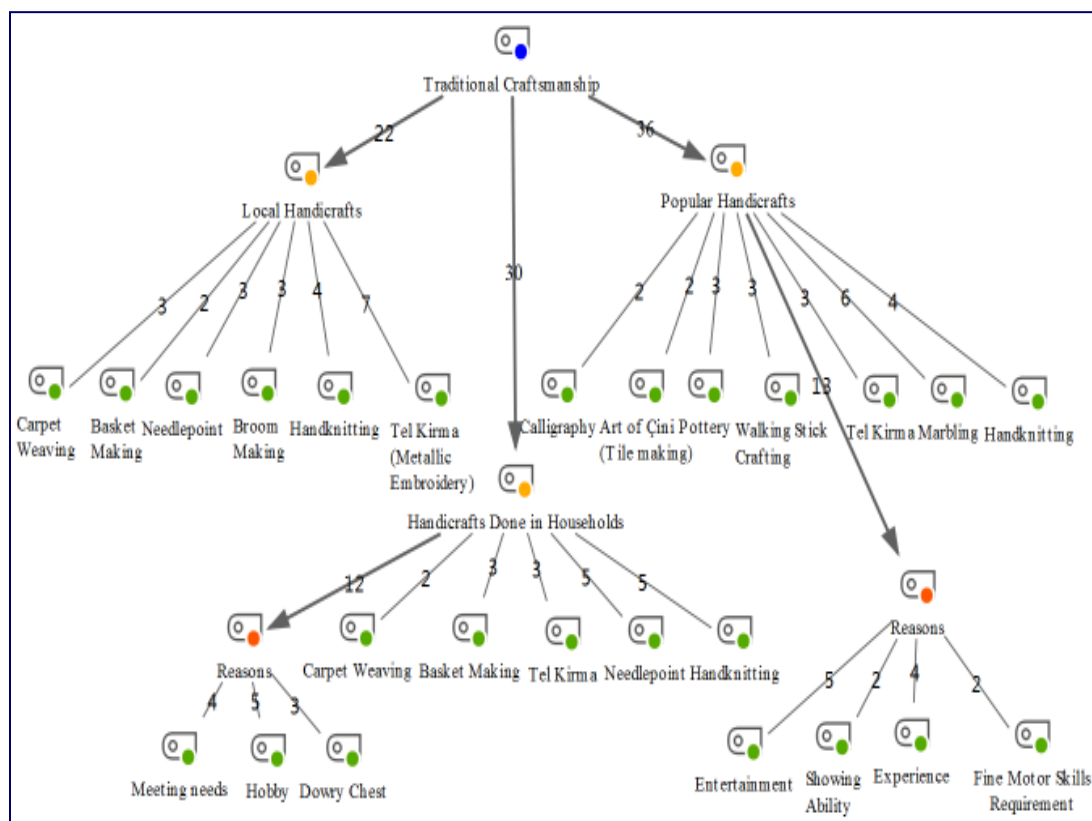 Traditional Craftsmanship
22
36
30
Local Handicrafts
Popular Handicrafts
3
2
3
3
4
7
2
2
3
3
3
6
4
13
Carpet
Weaving
Basket
Making
Needlepoint
Broom
Making
Handknitting
Tel Kirma
(Metallic
Embroidery)
Calligraphy
Art of Çini
(Tile making)
Pottery
Walking Stick
Crafting
Tel Kirma
Marbling
Handknitting
Handicrafts Done in Households
12
2
3
3
5
5
Reasons
Carpet Weaving
Basket Making
Tel Kirma
Needlepoint
Handknitting
Reasons
4
5
3
5
2
4
2
Meeting needs
Hobby
Dowry Chest
Entertainment
Showing
Ability
Experience
Fine Motor Skills
Requirement